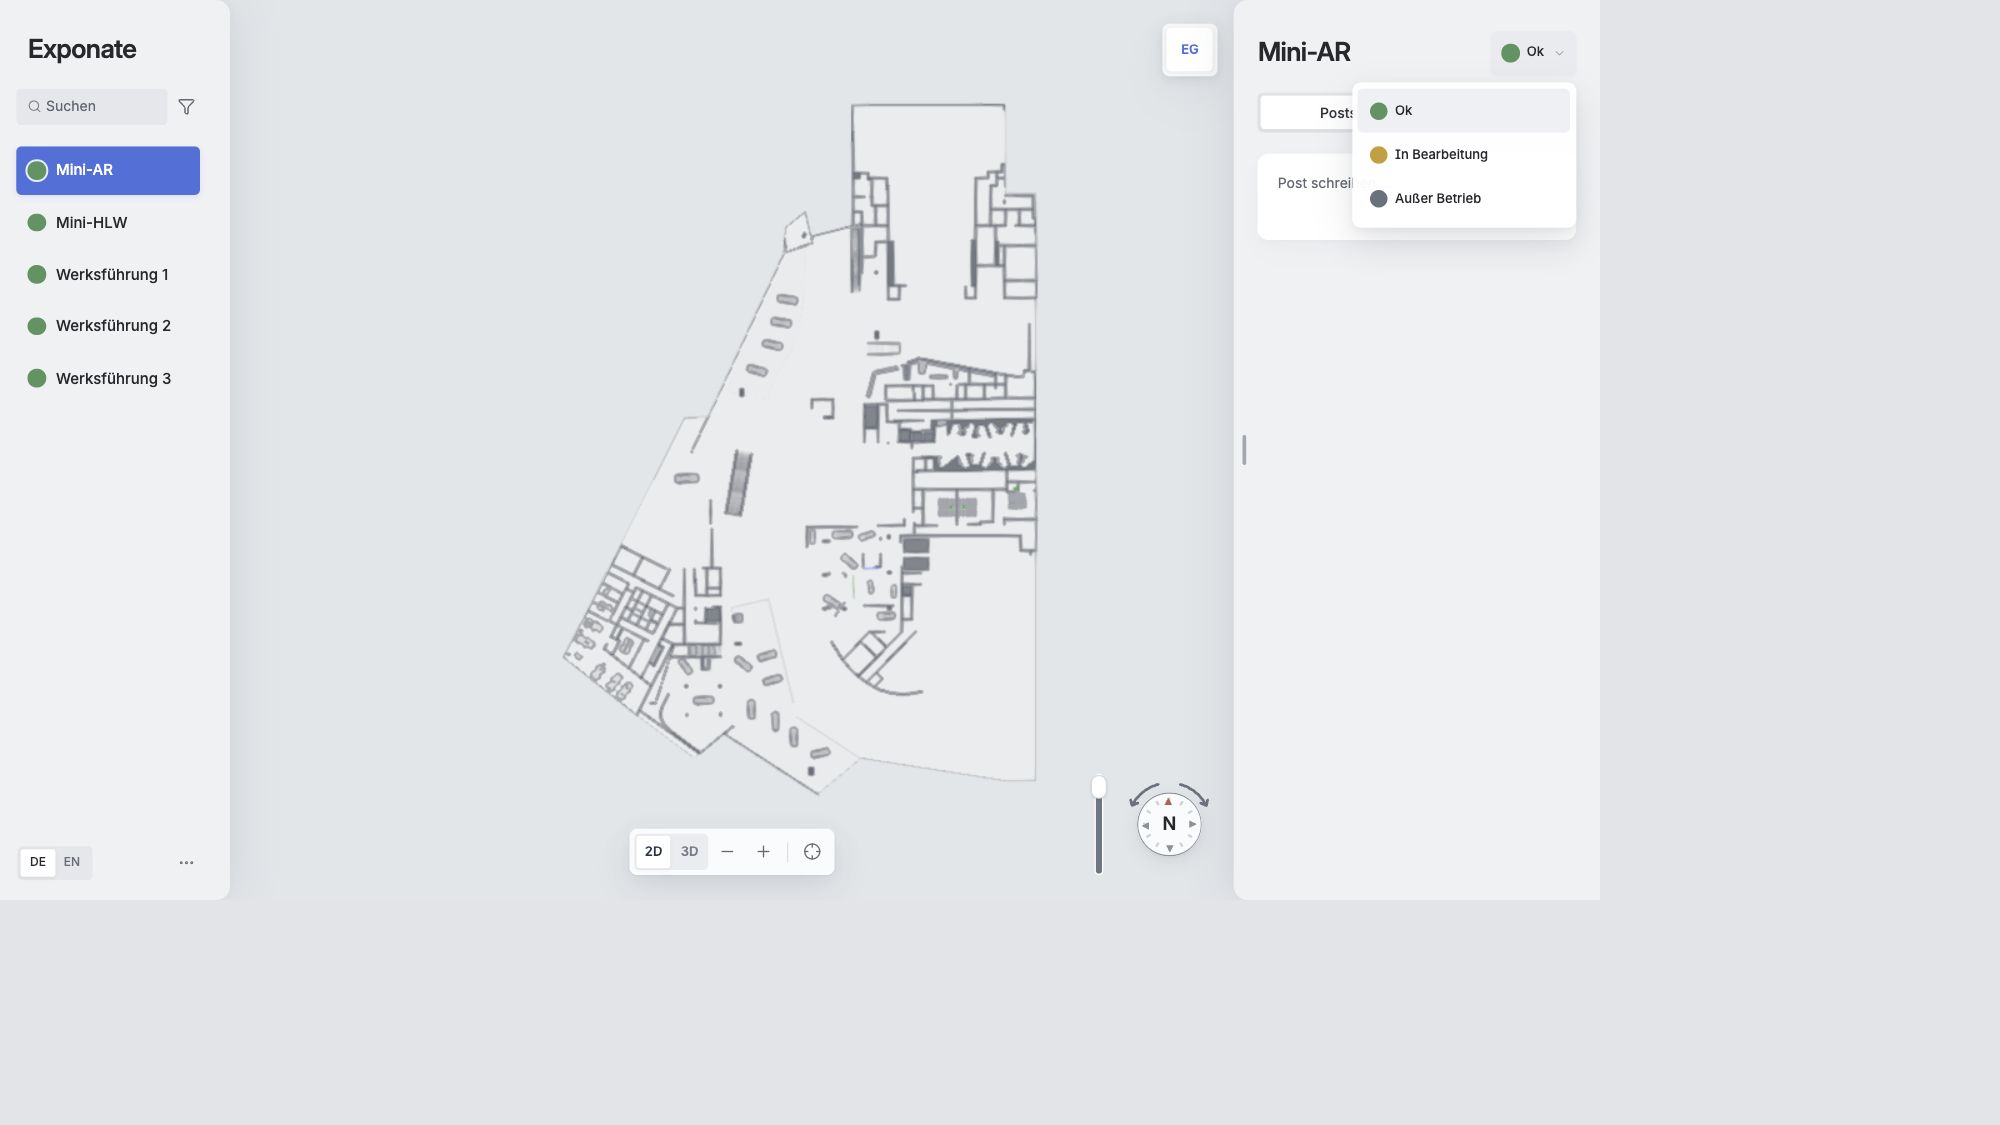 Exponate
Suchen
Mini-AR
Mini-HLW
Werksführung 1
Werksführung 2
Werksführung 3
DE EN
EG
2D 3D
N
Mini-AR
Ok
Posts
Ok
In Bearbeitung
Außer Betrieb
Post schrei